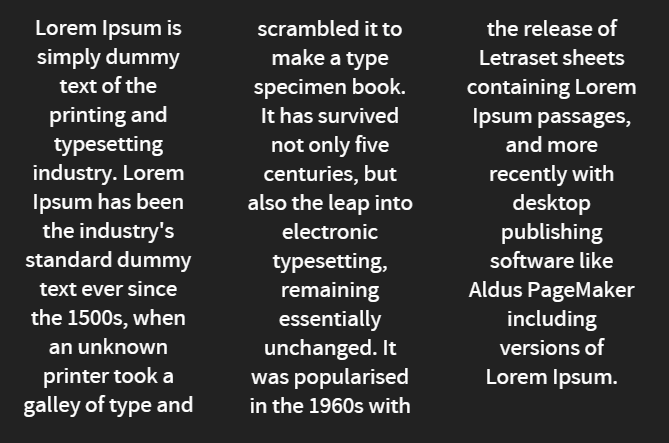 Lorem Ipsum is
simply dummy
text of the
printing and
typesetting
industry. Lorem
Ipsum has been
the industry's
standard dummy
text ever since
the 1500s, when
an unknown
printer took a
galley of type and
scrambled it to
make a type
specimen book.
It has survived
not only five
centuries, but
also the leap into
electronic
typesetting,
remaining
essentially
unchanged. It
was popularised
in the 1960s with
the release of
Letraset sheets
containing Lorem
Ipsum passages,
and more
recently with
desktop
publishing
software like
Aldus PageMaker
including
versions of
Lorem Ipsum.